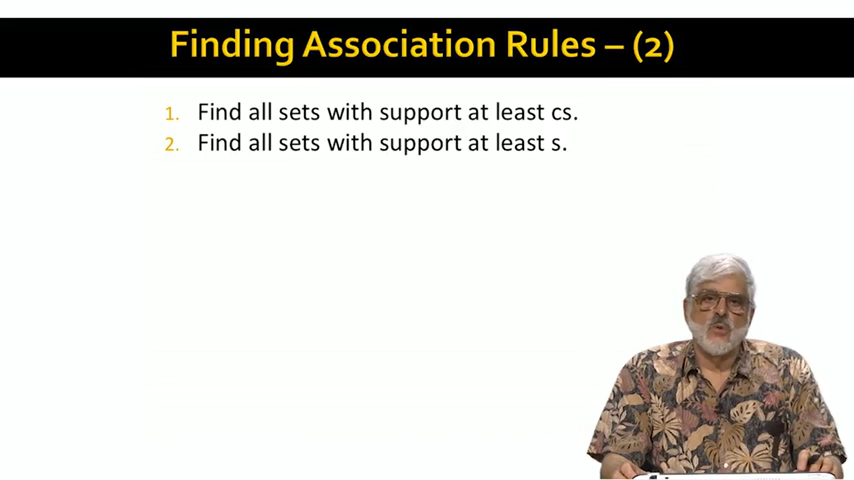 Finding Association Rules – (2)
1. Find all sets with support at least cs.
2. Find all sets with support at least s.